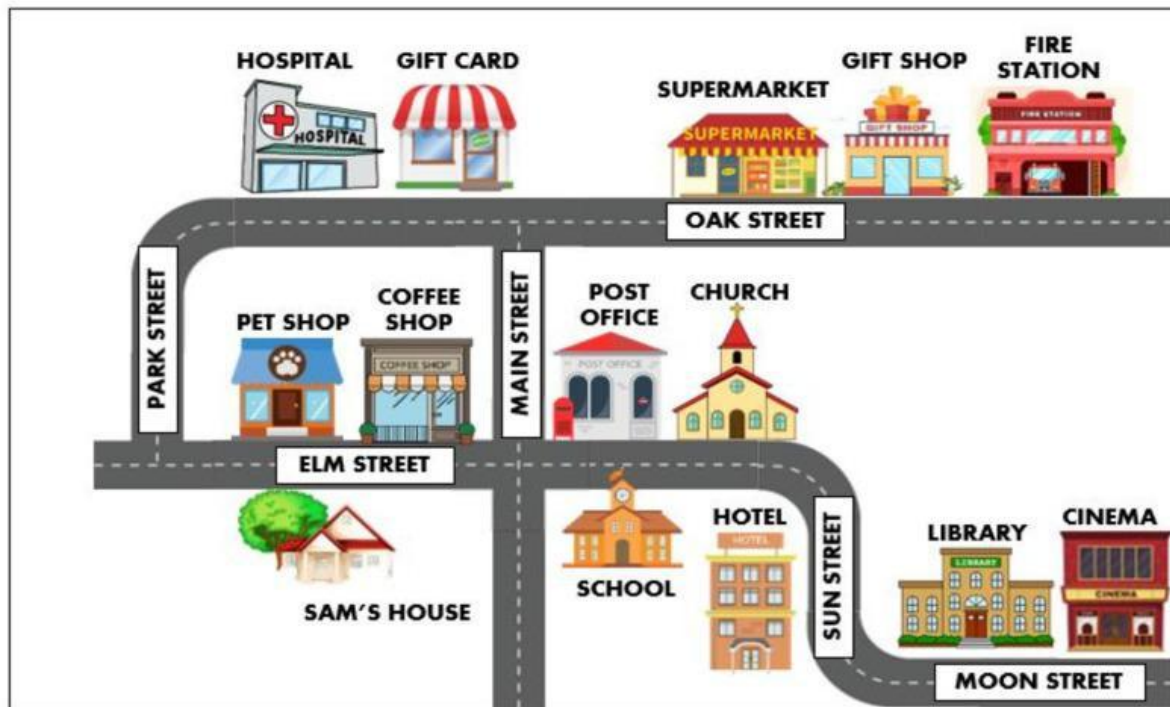 HOSPITAL
GIFT CARD
SUPERMARKET
GIFT SHOP
FIRE
STATION
HOSPITAL
SUPERMARKET
GIFT SHOP
FIRE STATION
OAK STREET
PARK STREET
PET SHOP
COFFEE
SHOP
COFFEE SHOP
MAIN STREET
POST
OFFICE
POST OFFICE
CHURCH
ELM STREET
SAM'S HOUSE
SCHOOL
HOTEL
HOTEL
SUN STREET
LIBRARY
LIBRARY
CINEMA
CINEMA
MOON STREET